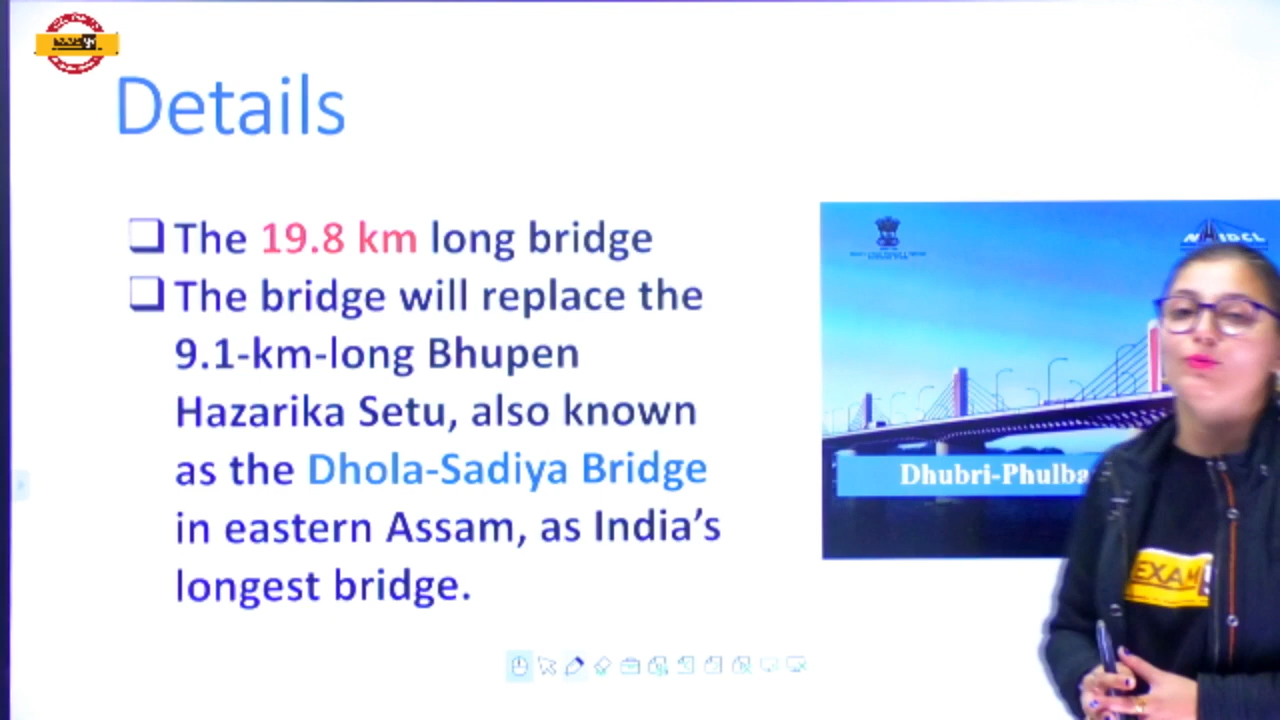 Details
❑ The 19.8 km long bridge
❑ The bridge will replace the
9.1-km-long Bhupen
Hazarika Setu, also known
as the Dhola-Sadiya Bridge
in eastern Assam, as India’s
longest bridge.
Dhubri-Phulba
EXAM